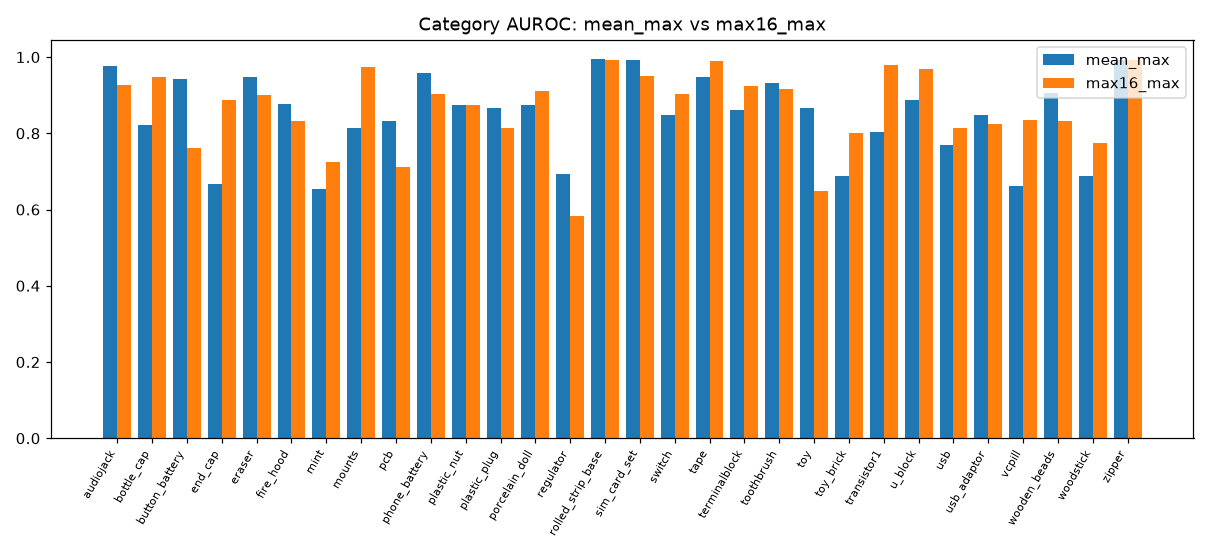 Category AUROC: mean_max vs max16_max
mean_max
max16_max
1.0
0.8
0.6
0.4
0.2
0.0
audiojack
bottle_cap
button_battery
end_cap
eraser
fire_hood
mint
mounts
pcb
phone_battery
plastic_nut
plastic_plug
porcelain_doll
regulator
rolled_strip_base
sim_card_set
switch
tape
terminalblock
toothbrush
toy
toy_brick
transistor1
u_block
usb
usb_adaptor
vcpill
wooden_beads
woodstick
zipper